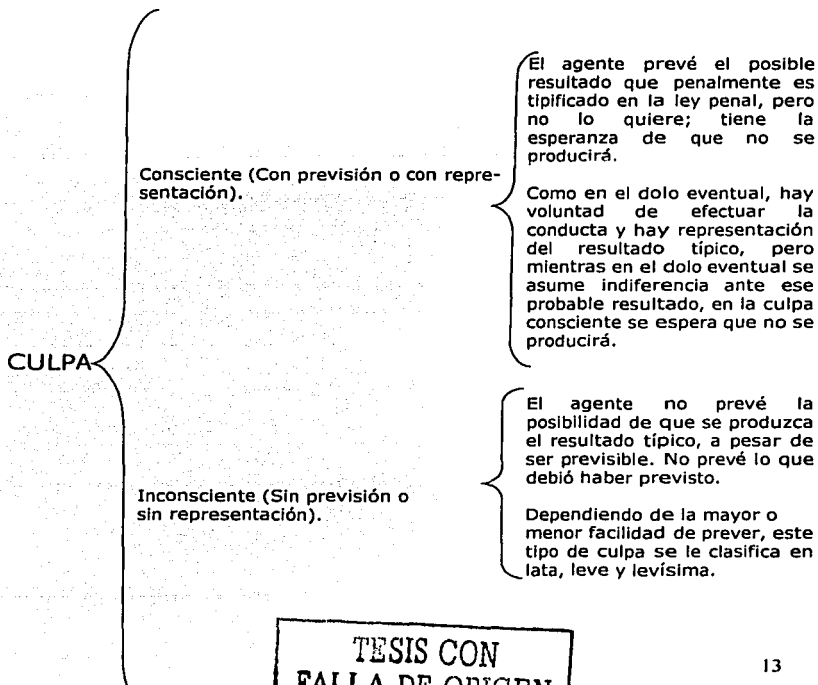 El agente prevé el posible
resultado que penalmente es
tipificado en la ley penal, pero
no lo quiere; tiene la
esperanza de que no se
producirá.
Consciente (Con previsión o con repre-
sentación).
Como en el dolo eventual, hay
voluntad de efectuar la
conducta y hay representación
del resultado típico, pero
mientras en el dolo eventual se
asume indiferencia ante ese
probable resultado, en la culpa
consciente se espera que no se
producirá.
CULPA
El agente no prevé la
posibilidad de que se produzca
el resultado típico, a pesar de
ser previsible. No prevé lo que
debió haber previsto.
Inconsciente (Sin previsión o
sin representación).
Dependiendo de la mayor o
menor facilidad de prever, este
tipo de culpa se le clasifica en
lata, leve y levísima.
TESIS CON
FALLA DE ORIGEN
13